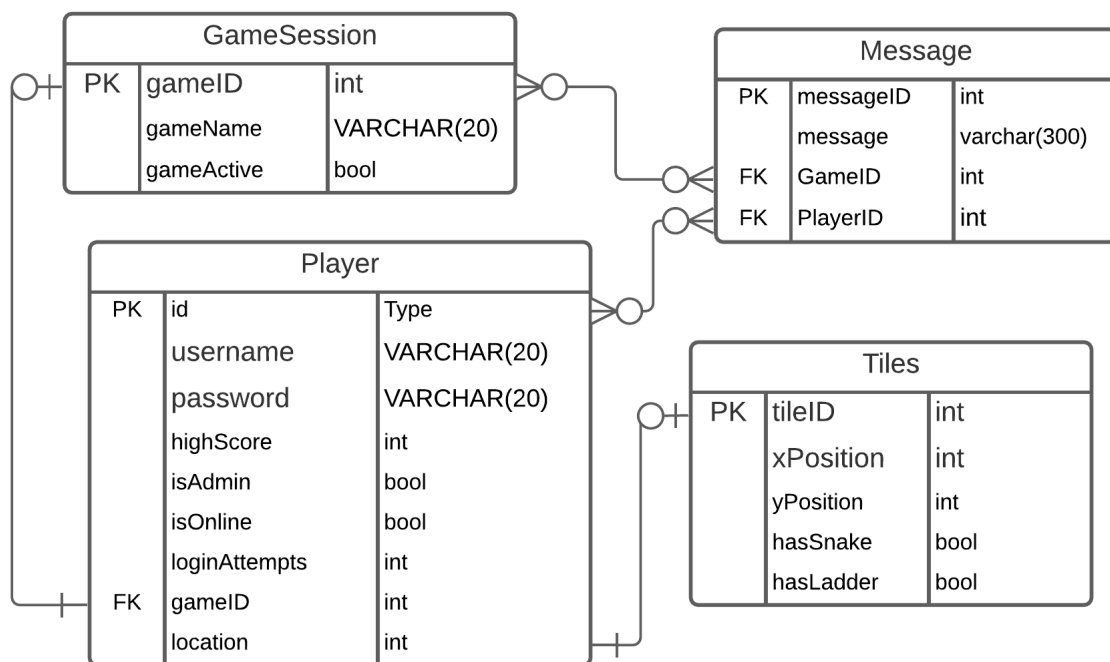 GameSession
PK gameID int
gameName VARCHAR(20)
gameActive bool
Message
PK messageID int
message varchar(300)
FK GameID int
FK PlayerID int
Player
PK id Type
username VARCHAR(20)
password VARCHAR(20)
highScore int
isAdmin bool
isOnline bool
loginAttempts int
FK gameID int
location int
Tiles
PK tileID int
xPosition int
yPosition int
hasSnake bool
hasLadder bool